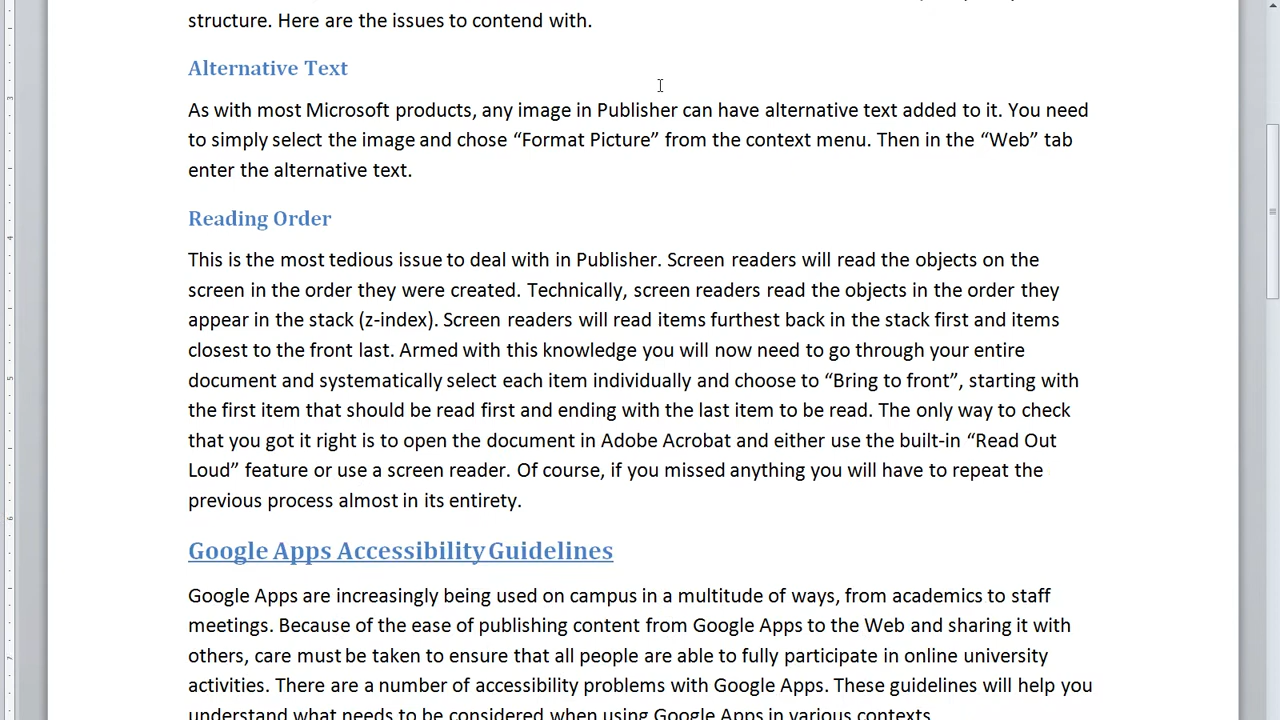 structure. Here are the issues to contend with.
Alternative Text
As with most Microsoft products, any image in Publisher can have alternative text added to it. You need
to simply select the image and chose “Format Picture” from the context menu. Then in the “Web” tab
enter the alternative text.
Reading Order
This is the most tedious issue to deal with in Publisher. Screen readers will read the objects on the
screen in the order they were created. Technically, screen readers read the objects in the order they
appear in the stack (z-index). Screen readers will read items furthest back in the stack first and items
closest to the front last. Armed with this knowledge you will now need to go through your entire
document and systematically select each item individually and choose to “Bring to front”, starting with
the first item that should be read first and ending with the last item to be read. The only way to check
that you got it right is to open the document in Adobe Acrobat and either use the built-in “Read Out
Loud” feature or use a screen reader. Of course, if you missed anything you will have to repeat the
previous process almost in its entirety.
Google Apps Accessibility Guidelines
Google Apps are increasingly being used on campus in a multitude of ways, from academics to staff
meetings. Because of the ease of publishing content from Google Apps to the Web and sharing it with
others, care must be taken to ensure that all people are able to fully participate in online university
activities. There are a number of accessibility problems with Google Apps. These guidelines will help you
understand what needs to be considered when using Google Apps in various contexts.